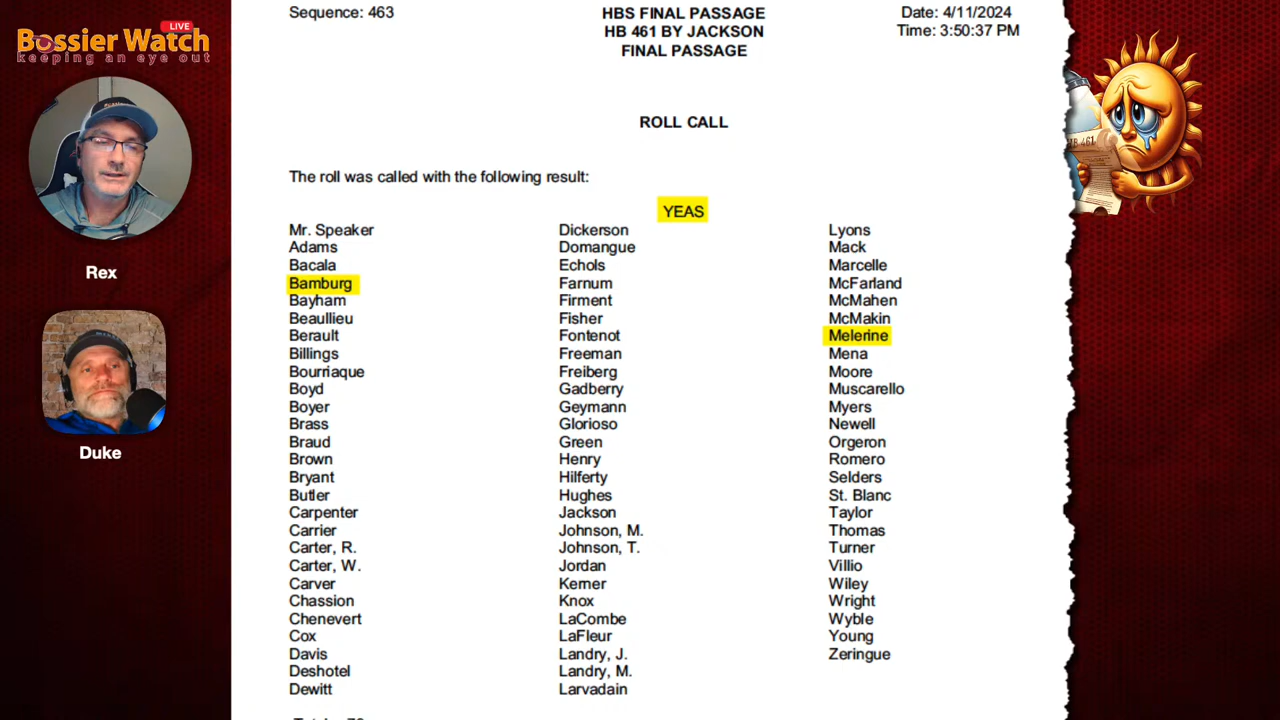 LIVE
Bossier Watch
keeping an eye out
Rex
Duke
Sequence: 463
HBS FINAL PASSAGE
HB 461 BY JACKSON
FINAL PASSAGE
Date: 4/11/2024
Time: 3:50:37 PM
ROLL CALL
The roll was called with the following result:
YEAS
Mr. Speaker
Adams
Bacala
Bamburg
Bayham
Beaullieu
Berault
Billings
Bourriaque
Boyd
Boyer
Brass
Braud
Brown
Bryant
Butler
Carpenter
Carrier
Carter, R.
Carter, W.
Carver
Chassion
Chenevert
Cox
Davis
Deshotel
Dewitt
Dickerson
Domangue
Echols
Farnum
Firment
Fisher
Fontenot
Freeman
Freiberg
Gadberry
Geymann
Glorioso
Green
Henry
Hilferty
Hughes
Jackson
Johnson, M.
Johnson, T.
Jordan
Kerner
Knox
LaCombe
LaFleur
Landry, J.
Landry, M.
Larvadain
Lyons
Mack
Marcelle
McFarland
McMahen
McMakin
Melerine
Mena
Moore
Muscarello
Myers
Newell
Orgeron
Romero
Selders
St. Blanc
Taylor
Thomas
Turner
Villio
Wiley
Wright
Wyble
Young
Zeringue
HB 461